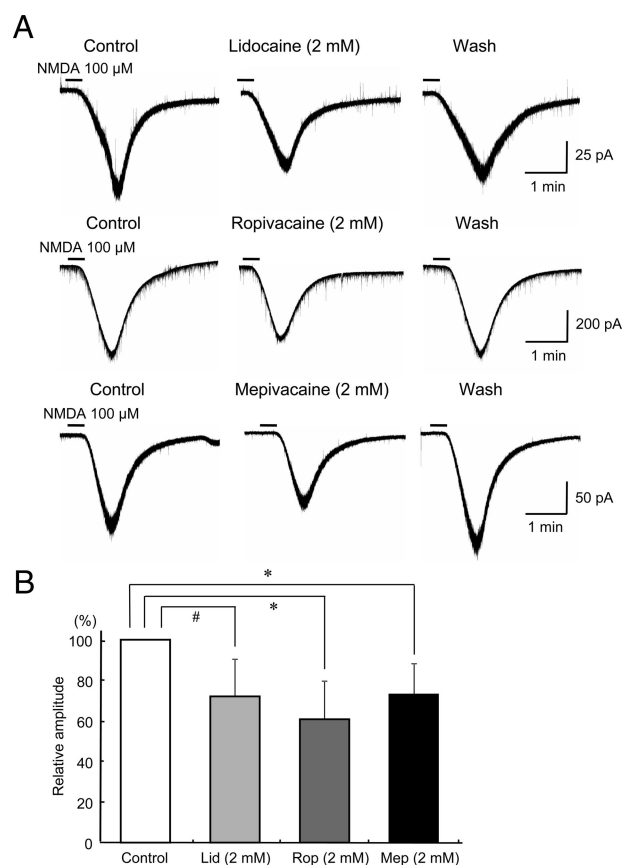 A
Control Lidocaine (2 mM) Wash
NMDA 100 μM
25 pA
1 min
Control Ropivacaine (2 mM) Wash
NMDA 100 μM
200 pA
1 min
Control Mepivacaine (2 mM) Wash
NMDA 100 μM
50 pA
1 min
B
*
# *
(%)
100
80
60
40
20
0
Relative amplitude
Control Lid (2 mM) Rop (2 mM) Mep (2 mM)